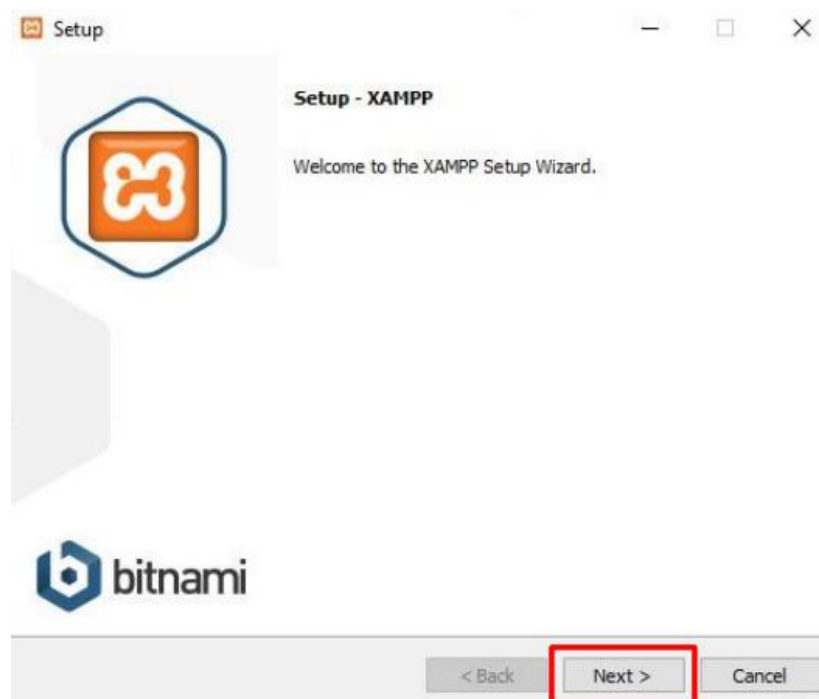 Setup
Setup - XAMPP
Welcome to the XAMPP Setup Wizard.
bitnami
< Back Next > Cancel